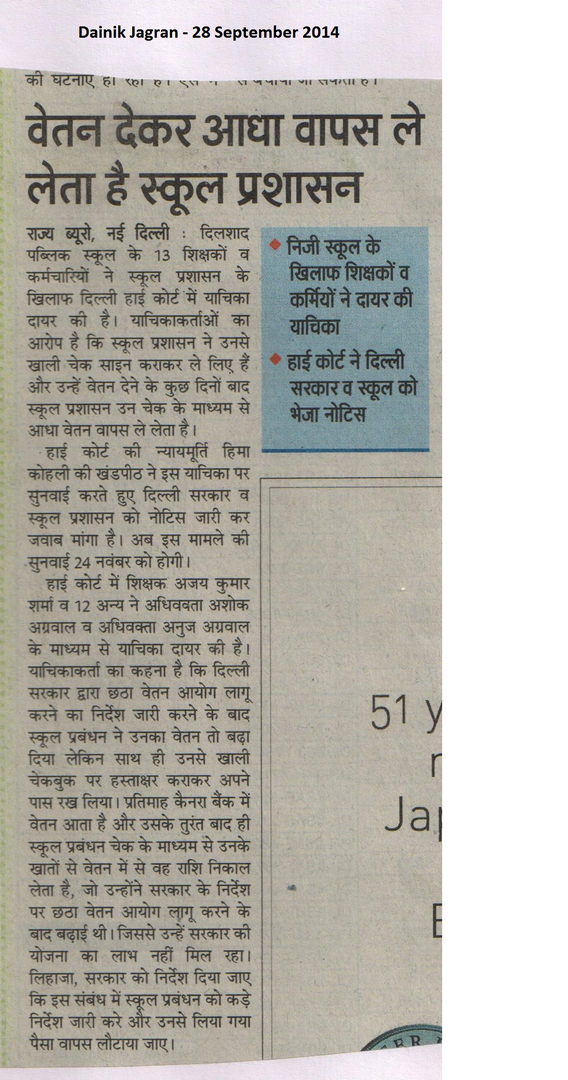 Dainik Jagran - 28 September 2014
वेतन देकर आधा वापस ले
लेता है स्कूल प्रशासन
राज्य ब्यूरो, नई दिल्ली : दिलशाद
पब्लिक स्कूल के 13 शिक्षकों व
कर्मचारियों ने स्कूल प्रशासन के
खिलाफ दिल्ली हाई कोर्ट में याचिका
दायर की है। याचिकाकर्ताओं का
आरोप है कि स्कूल प्रशासन ने उनसे
खाली चेक साइन कराकर ले लिए हैं
और उन्हें वेतन देने के कुछ दिनों बाद
स्कूल प्रशासन उन चेक के माध्यम से
आधा वेतन वापस ले लेता है।
हाई कोर्ट की न्यायमूर्ति हिमा
कोहली की खंडपीठ ने इस याचिका पर
सुनवाई करते हुए दिल्ली सरकार व
स्कूल प्रशासन को नोटिस जारी कर
जवाब मांगा है। अब इस मामले की
सुनवाई 24 नवंबर को होगी।
हाई कोर्ट में शिक्षक अजय कुमार
शर्मा व 12 अन्य ने अधिवक्ता अशोक
अग्रवाल व अधिवक्ता अनुज अग्रवाल
के माध्यम से याचिका दायर की है।
याचिकाकर्ता का कहना है कि दिल्ली
सरकार द्वारा छठा वेतन आयोग लागू
करने का निर्देश जारी करने के बाद
स्कूल प्रबंधन ने उनका वेतन तो बढ़ा
दिया लेकिन साथ ही उनसे खाली
चेकबुक पर हस्ताक्षर कराकर अपने
पास रख लिया। प्रतिमाह कैनरा बैंक में
वेतन आता है और उसके तुरंत बाद ही
स्कूल प्रबंधन चेक के माध्यम से उनके
खातों से वेतन में से वह राशि निकाल
लेता है, जो उन्होंने सरकार के निर्देश
पर छठा वेतन आयोग लागू करने के
बाद बढ़ाई थी। जिससे उन्हें सरकार की
योजना का लाभ नहीं मिल रहा।
लिहाजा, सरकार को निर्देश दिया जाए
कि इस संबंध में स्कूल प्रबंधन को कड़े
निर्देश जारी करे और उनसे लिया गया
पैसा वापस लौटाया जाए।
निजी स्कूल के
खिलाफ शिक्षकों व
कर्मियों ने दायर की
याचिका
हाई कोर्ट ने दिल्ली
सरकार व स्कूल को
भेजा नोटिस
51 y
Jap